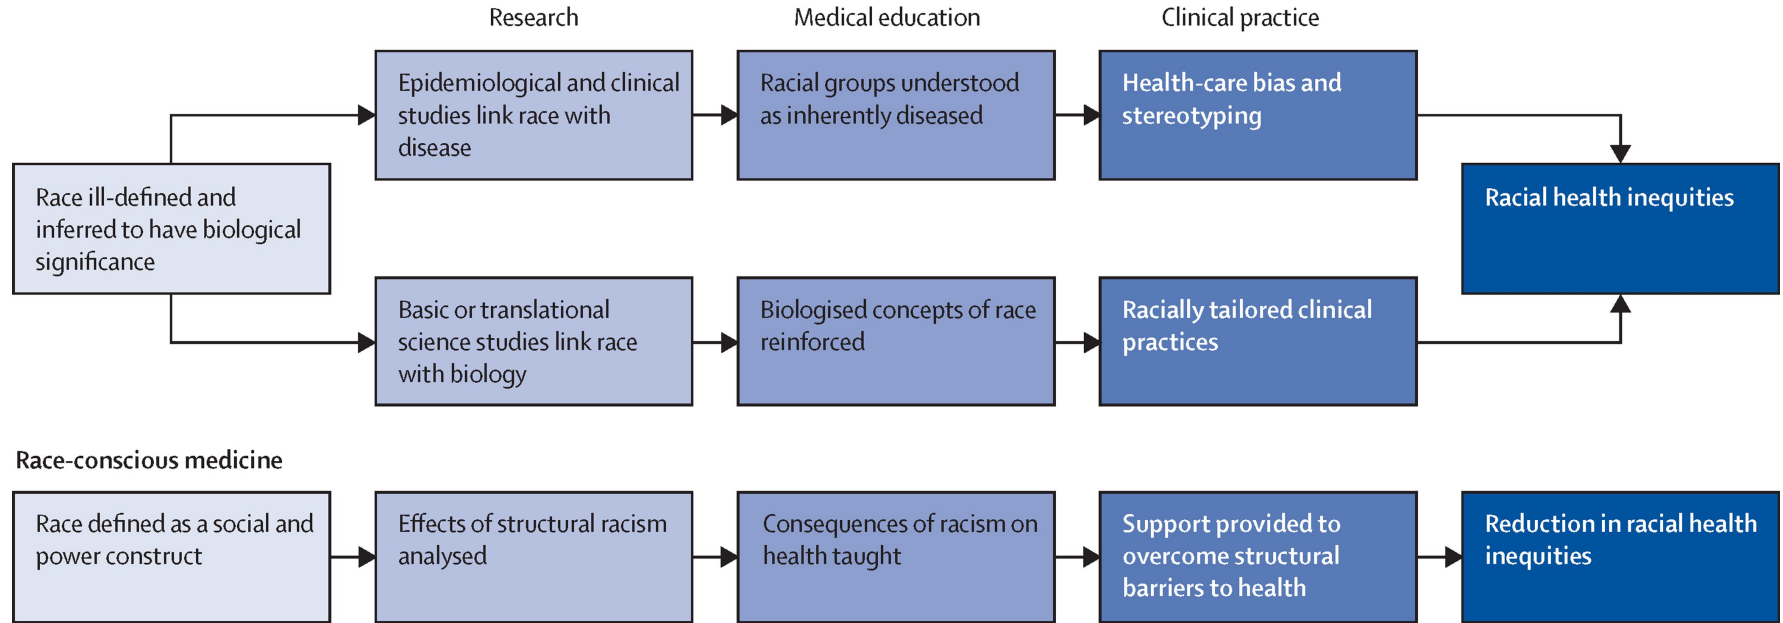 Research
Medical education
Clinical practice
Epidemiological and clinical
studies link race with
disease
Racial groups understood
as inherently diseased
Health-care bias and
stereotyping
Race ill-defined and
inferred to have biological
significance
Racial health inequities
Basic or translational
science studies link race
with biology
Biologised concepts of race
reinforced
Racially tailored clinical
practices
Race-conscious medicine
Race defined as a social and
power construct
Effects of structural racism
analysed
Consequences of racism on
health taught
Support provided to
overcome structural
barriers to health
Reduction in racial health
inequities